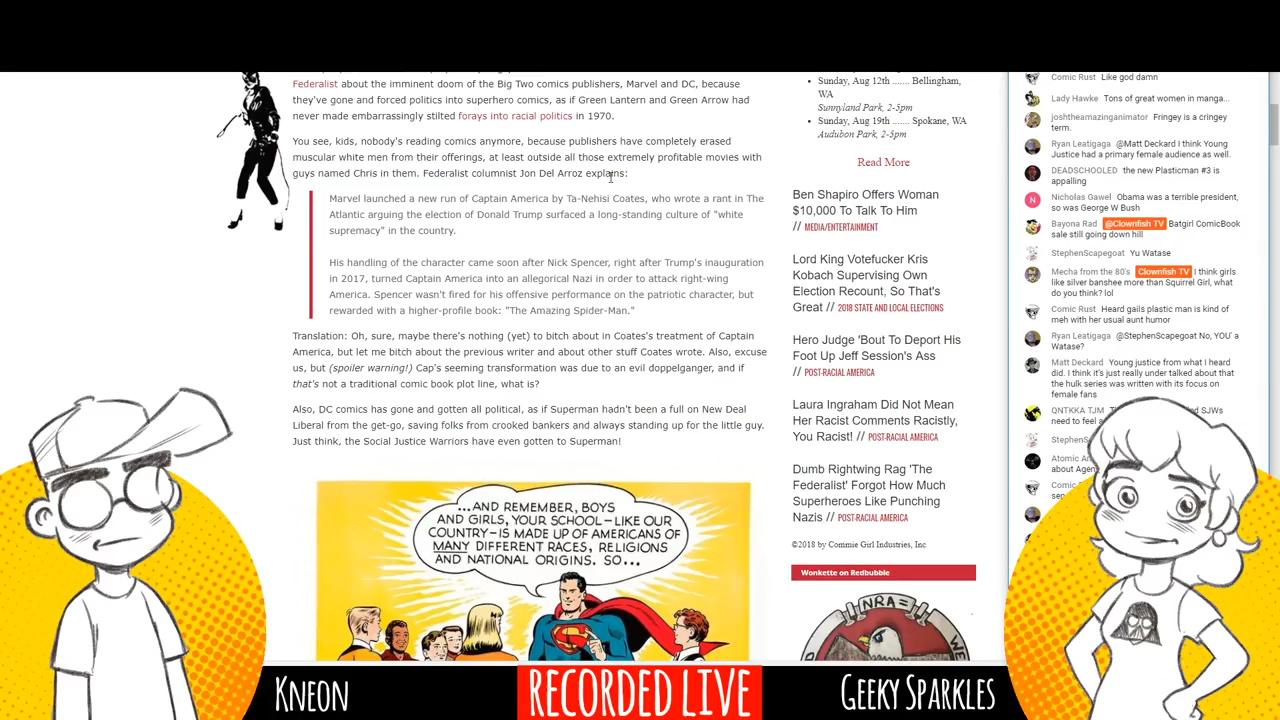 Federalist about the imminent doom of the Big Two comics publishers, Marvel and DC, because
they've gone and forced politics into superhero comics, as if Green Lantern and Green Arrow had
never made embarrassingly stilted forays into racial politics in 1970.
You see, kids, nobody's reading comics anymore, because publishers have completely erased
muscular white men from their offerings, at least outside all those extremely profitable movies with
guys named Chris in them. Federalist columnist Jon Del Arroz explains:
Marvel launched a new run of Captain America by Ta-Nehisi Coates, who wrote a rant in The
Atlantic arguing the election of Donald Trump surfaced a long-standing culture of "white
supremacy" in the country.
His handling of the character came soon after Nick Spencer, right after Trump's inauguration
in 2017, turned Captain America into an allegorical Nazi in order to attack right-wing
America. Spencer wasn't fired for his offensive performance on the patriotic character, but
rewarded with a higher-profile book: "The Amazing Spider-Man."
Translation: Oh, sure, maybe there's nothing (yet) to bitch about in Coates's treatment of Captain
America, but let me bitch about the previous writer and about other stuff Coates wrote. Also, excuse
us, but (spoiler warning!) Cap's seeming transformation was due to an evil doppelganger, and if
that's not a traditional comic book plot line, what is?
Also, DC comics has gone and gotten all political, as if Superman hadn't been a full on New Deal
Liberal from the get-go, saving folks from crooked bankers and always standing up for the little guy.
Just think, the Social Justice Warriors have even gotten to Superman!
...AND REMEMBER, BOYS
AND GIRLS, YOUR SCHOOL–LIKE OUR
COUNTRY–IS MADE UP OF AMERICANS OF
MANY DIFFERENT RACES, RELIGIONS
AND NATIONAL ORIGINS. SO...
Sunday, Aug 12th ....... Bellingham,
WA
Sunnyland Park, 2-5pm
Sunday, Aug 19th ....... Spokane, WA
Audubon Park, 2-5pm
Read More
Ben Shapiro Offers Woman
$10,000 To Talk To Him
// MEDIA/ENTERTAINMENT
Lord King Votefucker Kris
Kobach Supervising Own
Election Recount, So That's
Great // 2018 STATE AND LOCAL ELECTIONS
Hero Judge 'Bout To Deport His
Foot Up Jeff Session's Ass
// POST-RACIAL AMERICA
Laura Ingraham Did Not Mean
Her Racist Comments Racistly,
You Racist! // POST-RACIAL AMERICA
Dumb Rightwing Rag 'The
Federalist' Forgot How Much
Superheroes Like Punching
Nazis // POST-RACIAL AMERICA
©2018 by Commie Girl Industries, Inc
Wonkette on Redbubble
NRA
Comic Rust Like god damn
Lady Hawke Tons of great women in manga...
joshtheamazinganimator Fringey is a cringey
term.
Ryan Leatigaga @Matt Deckard I think Young
Justice had a primary female audience as well.
DEADSCHOOLED the new Plasticman #3 is
appalling
N Nicholas Gawel Obama was a terrible president,
so was George W Bush
Bayona Rad @Clownfish TV Batgirl ComicBook
sale still going down hill
StephenScapegoat Yu Watase
Mecha from the 80's Clownfish TV I think girls
like silver banshee more than Squirrel Girl, what
do you think? lol
Comic Rust Heard gails plastic man is kind of
meh with her usual aunt humor
Ryan Leatigaga @StephenScapegoat No, YOU' a
Watase?
Matt Deckard Young justice from what I heard
did. I think it's just really under talked about that
the hulk series was written with its focus on
female fans
QNTKKA TJM
SJWs
need to feel
StephenS
Atomic
about Agen
Comic
Kneon
RECORDED LIVE
Geeky Sparkles